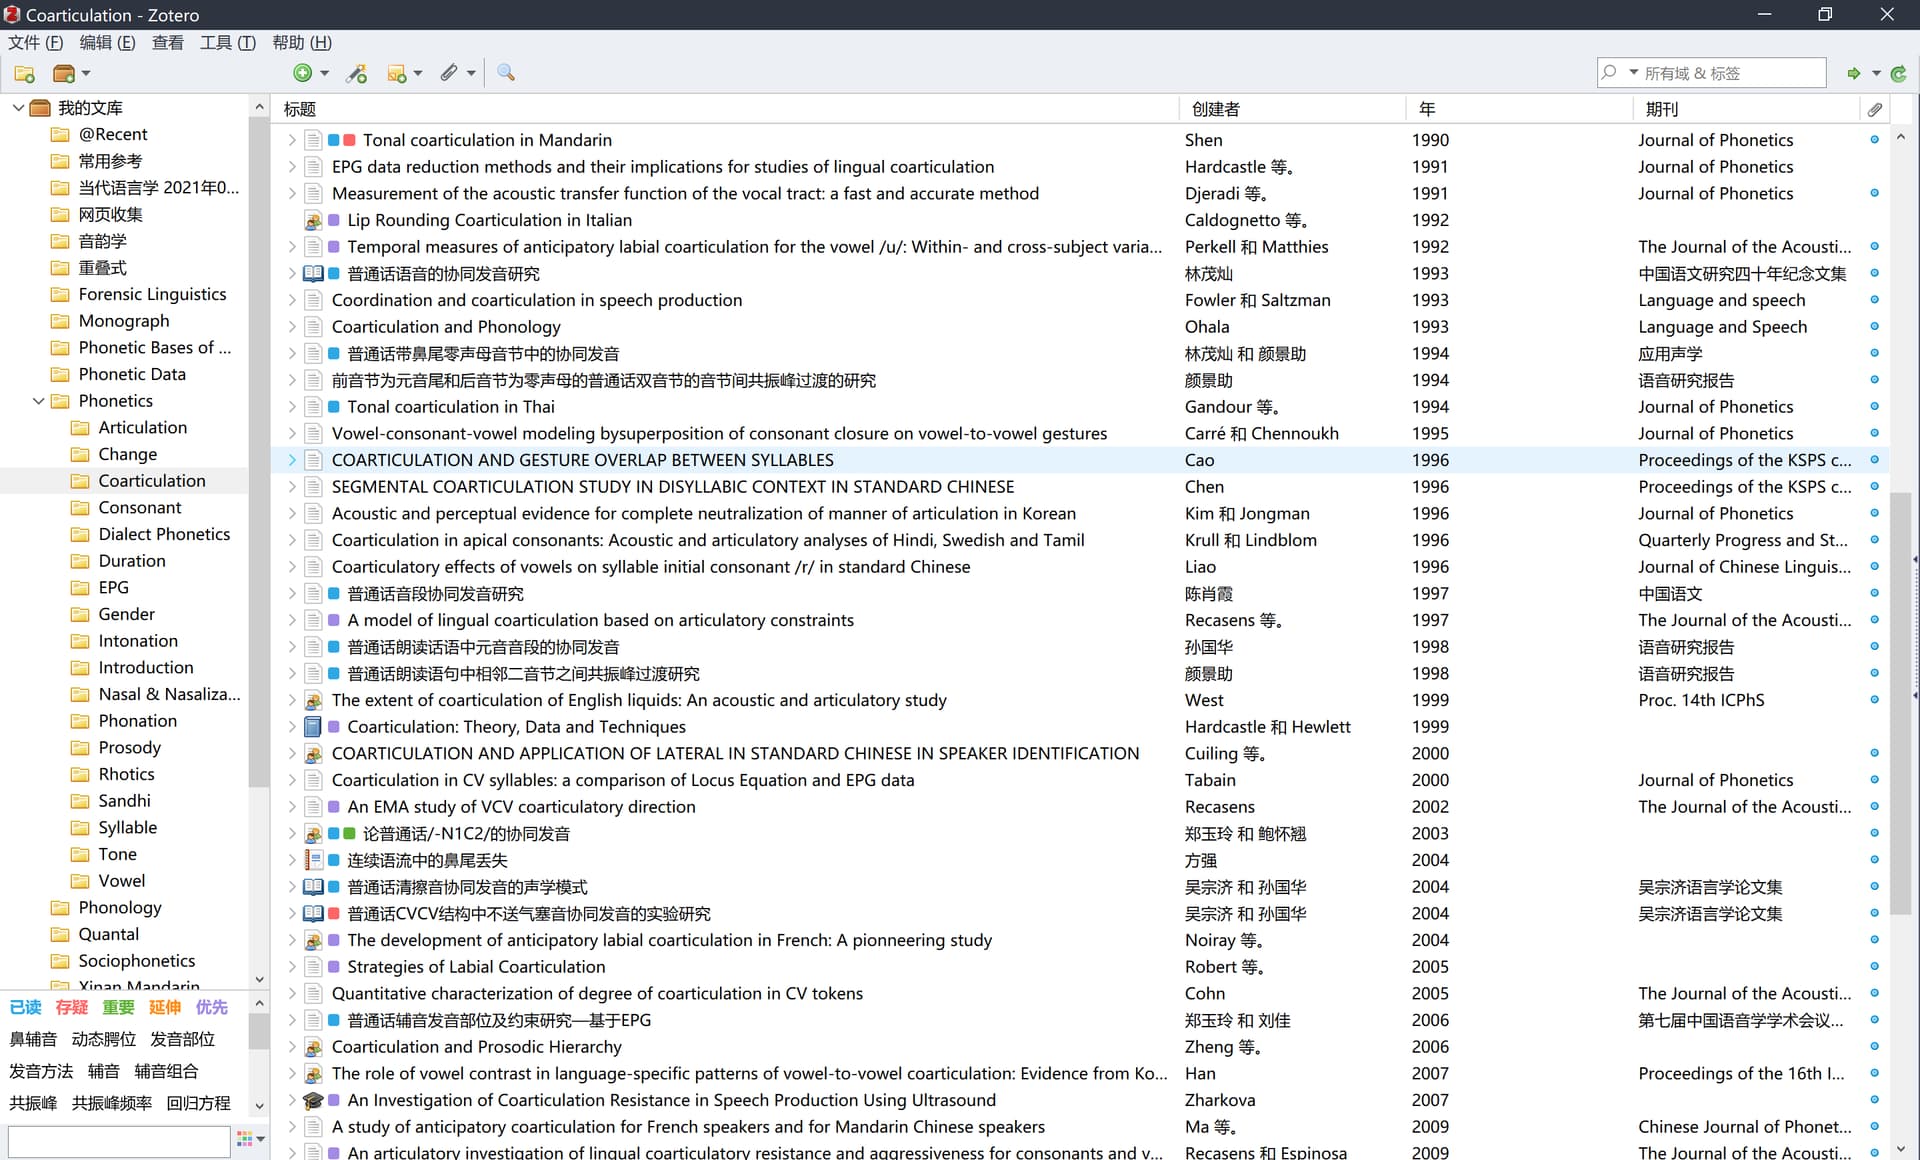 Coarticulation - Zotero
文件 (F) 编辑 (E) 查看 工具 (T) 帮助 (H)
所有域 & 标签
我的文库
@Recent
常用参考
当代语言学 2021年0...
网页收集
音韵学
重叠式
Forensic Linguistics
Monograph
Phonetic Bases of ...
Phonetic Data
Phonetics
Articulation
Change
Coarticulation
Consonant
Dialect Phonetics
Duration
EPG
Gender
Intonation
Introduction
Nasal & Nasaliza...
Phonation
Prosody
Rhotics
Sandhi
Syllable
Tone
Vowel
Phonology
Quantal
Sociophonetics
Xinan Mandarin
已读 存疑 重要 延伸 优先
鼻辅音 动态腭位 发音部位
发音方法 辅音 辅音组合
共振峰 共振峰频率 回归方程
标题 创建者 年 期刊
Tonal coarticulation in Mandarin Shen 1990 Journal of Phonetics
EPG data reduction methods and their implications for studies of lingual coarticulation Hardcastle 等。 1991 Journal of Phonetics
Measurement of the acoustic transfer function of the vocal tract: a fast and accurate method Djeradi 等。 1991 Journal of Phonetics
Lip Rounding Coarticulation in Italian Caldognetto 等。 1992
Temporal measures of anticipatory labial coarticulation for the vowel /u/: Within- and cross-subject varia... Perkell 和 Matthies 1992 The Journal of the Acousti...
普通话语音的协同发音研究 林茂灿 1993 中国语文研究四十年纪念文集
Coordination and coarticulation in speech production Fowler 和 Saltzman 1993 Language and speech
Coarticulation and Phonology Ohala 1993 Language and Speech
普通话带鼻尾零声母音节中的协同发音 林茂灿 和 颜景助 1994 应用声学
前音节为元音尾和后音节为零声母的普通话双音节的音节间共振峰过渡的研究 颜景助 1994 语音研究报告
Tonal coarticulation in Thai Gandour 等。 1994 Journal of Phonetics
Vowel-consonant-vowel modeling bysuperposition of consonant closure on vowel-to-vowel gestures Carré 和 Chennoukh 1995 Journal of Phonetics
COARTICULATION AND GESTURE OVERLAP BETWEEN SYLLABLES Cao 1996 Proceedings of the KSPS c...
SEGMENTAL COARTICULATION STUDY IN DISYLLABIC CONTEXT IN STANDARD CHINESE Chen 1996 Proceedings of the KSPS c...
Acoustic and perceptual evidence for complete neutralization of manner of articulation in Korean Kim 和 Jongman 1996 Journal of Phonetics
Coarticulation in apical consonants: Acoustic and articulatory analyses of Hindi, Swedish and Tamil Krull 和 Lindblom 1996 Quarterly Progress and St...
Coarticulatory effects of vowels on syllable initial consonant /r/ in standard Chinese Liao 1996 Journal of Chinese Linguis...
普通话音段协同发音研究 陈肖霞 1997 中国语文
A model of lingual coarticulation based on articulatory constraints Recasens 等。 1997 The Journal of the Acousti...
普通话朗读话语中元音音段的协同发音 孙国华 1998 语音研究报告
普通话朗读语句中相邻二音节之间共振峰过渡研究 颜景助 1998 语音研究报告
The extent of coarticulation of English liquids: An acoustic and articulatory study West 1999 Proc. 14th ICPhS
Coarticulation: Theory, Data and Techniques Hardcastle 和 Hewlett 1999
COARTICULATION AND APPLICATION OF LATERAL IN STANDARD CHINESE IN SPEAKER IDENTIFICATION Cuiling 等。 2000
Coarticulation in CV syllables: a comparison of Locus Equation and EPG data Tabain 2000 Journal of Phonetics
An EMA study of VCV coarticulatory direction Recasens 2002 The Journal of the Acousti...
论普通话/-N1C2/的协同发音 郑玉玲 和 鲍怀翘 2003
连续语流中的鼻尾丢失 方强 2004
普通话清擦音协同发音的声学模式 吴宗济 和 孙国华 2004 吴宗济语言学论文集
普通话CVCV结构中不送气塞音协同发音的实验研究 吴宗济 和 孙国华 2004 吴宗济语言学论文集
The development of anticipatory labial coarticulation in French: A pionneering study Noiray 等。 2004
Strategies of Labial Coarticulation Robert 等。 2005
Quantitative characterization of degree of coarticulation in CV tokens Cohn 2005 The Journal of the Acousti...
普通话辅音发音部位及约束研究—基于EPG 郑玉玲 和 刘佳 2006 第七届中国语音学学术会议...
Coarticulation and Prosodic Hierarchy Zheng 等。 2006
The role of vowel contrast in language-specific patterns of vowel-to-vowel coarticulation: Evidence from Ko... Han 2007 Proceedings of the 16th I...
An Investigation of Coarticulation Resistance in Speech Production Using Ultrasound Zharkova 2007
A study of anticipatory coarticulation for French speakers and for Mandarin Chinese speakers Ma 等。 2009 Chinese Journal of Phonet...
An articulatory investigation of lingual coarticulatory resistance and aggressiveness for consonants and v... Recasens 和 Espinosa 2009 The Journal of the Acousti...